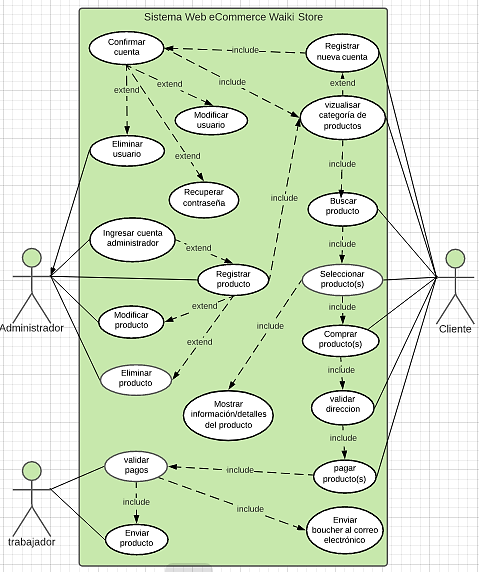 Sistema Web eCommerce Waiki Store
Confirmar
cuenta
include
Registrar
nueva cuenta
include
extend
extend
extend
Modificar
usuario
vizualisar
categoría de
productos
Eliminar
usuario
extend
include
Recuperar
contraseña
include
Buscar
producto
Ingresar cuenta
administrador
extend
include
Registrar
producto
Seleccionar
producto(s)
Administrador
Cliente
extend
include
Modificar
producto
include
Comprar
producto(s)
extend
include
Eliminar
producto
Mostrar
información/detalles
del producto
validar
direccion
include
validar
pagos
include
pagar
producto(s)
trabajador
include
include
Enviar
producto
Enviar
boucher al correo
electrónico